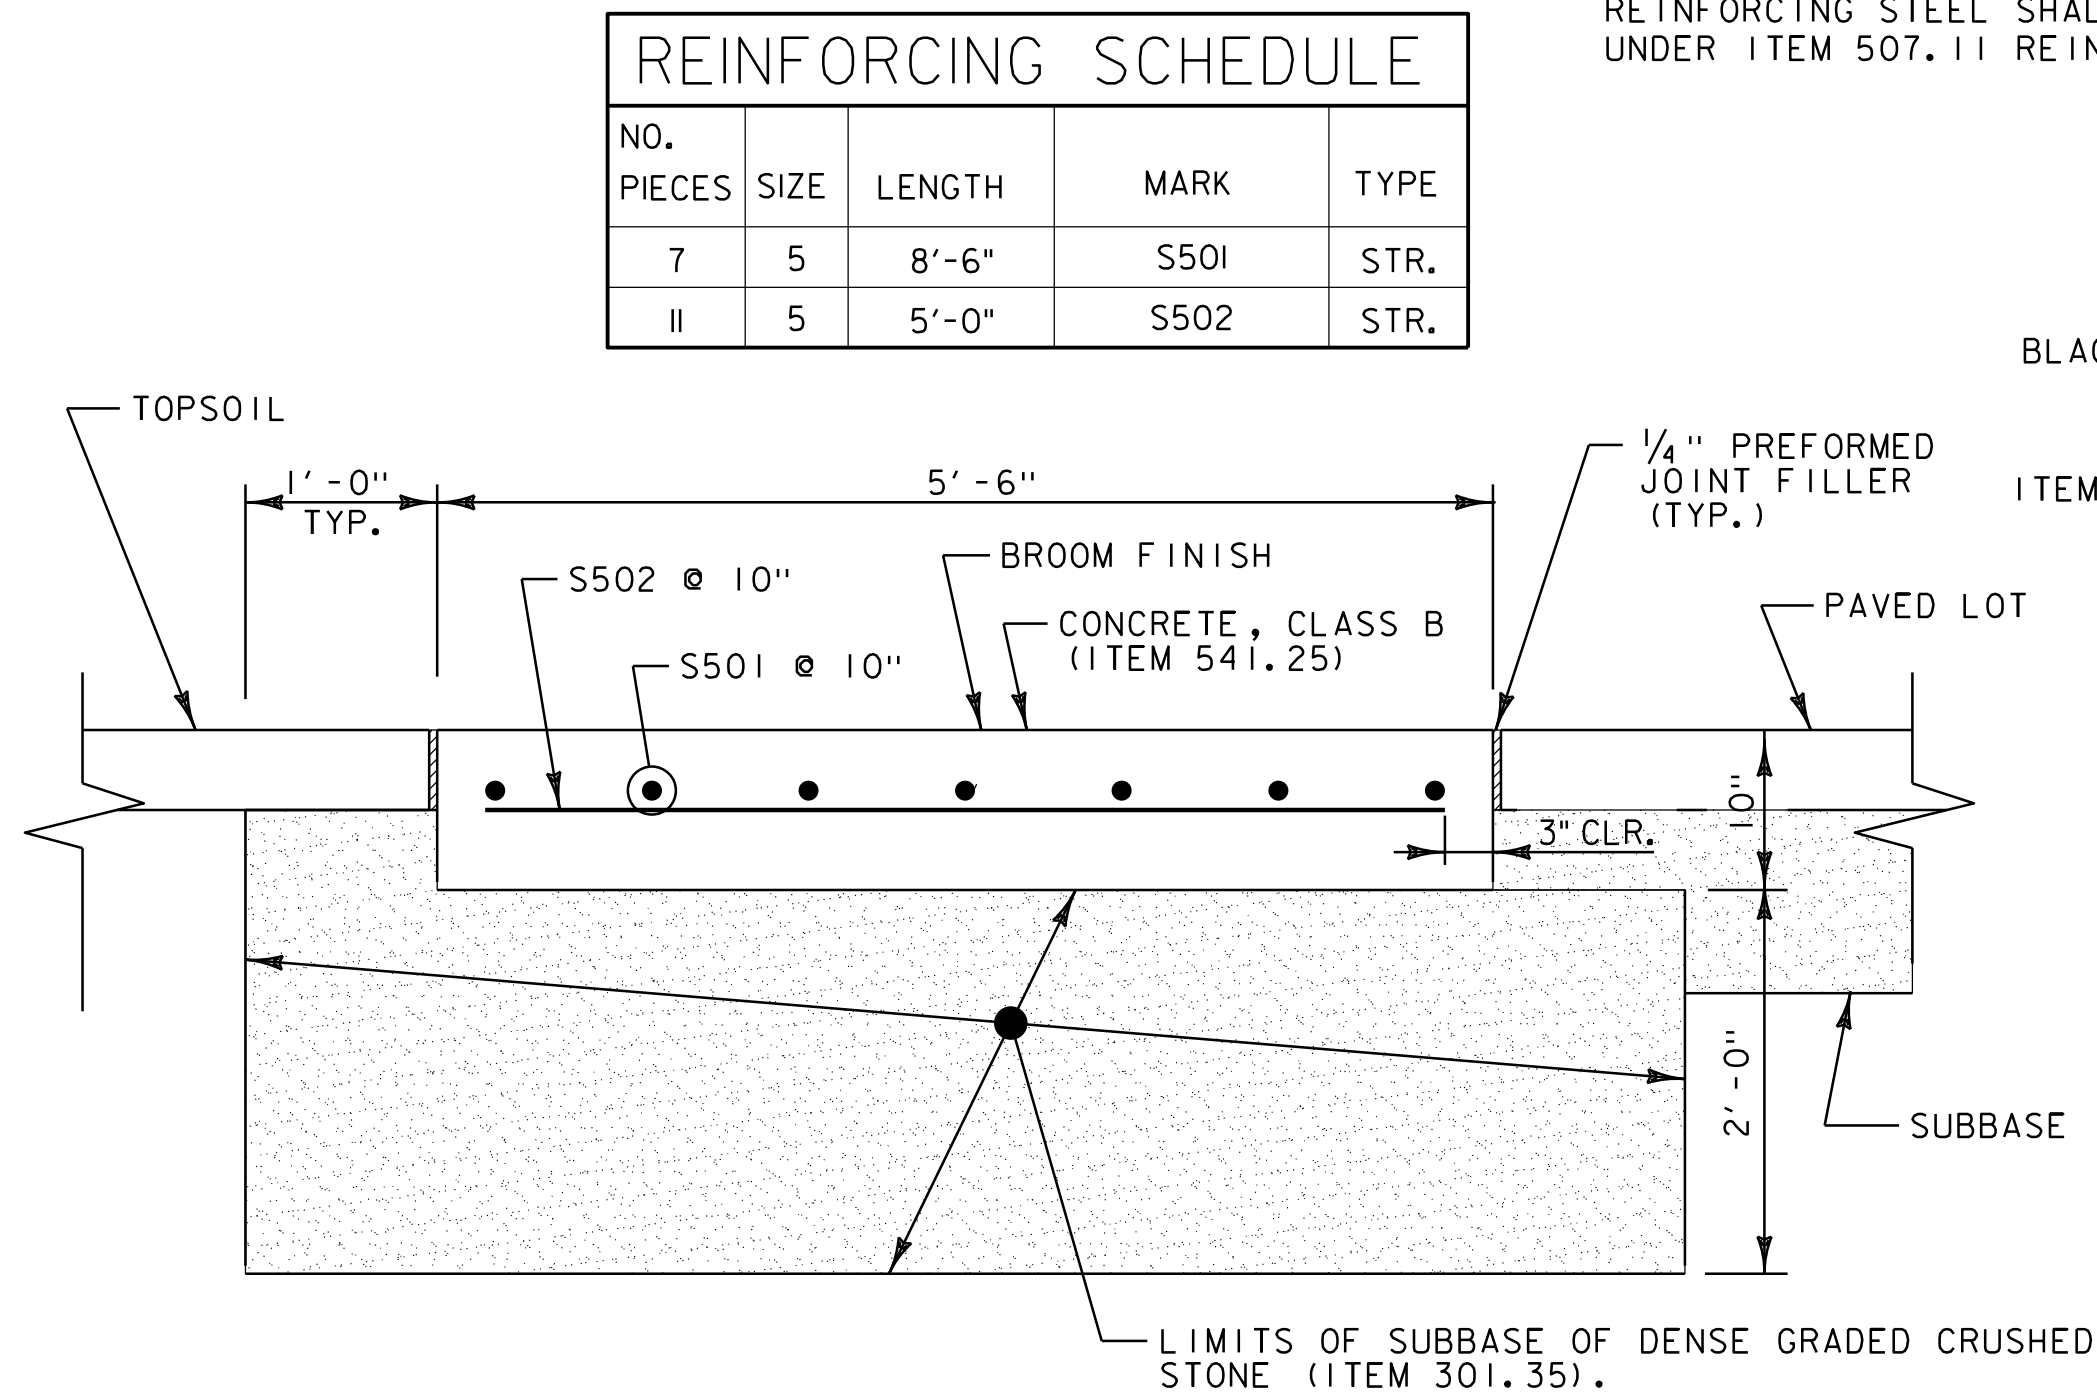 REINFORCING STEEL SHAL
UNDER ITEM 507.11 REIN
REINFORCING SCHEDULE
NO. PIECES SIZE LENGTH MARK TYPE
7 5 8'-6" S501 STR.
11 5 5'-0" S502 STR.
BLAC
TOPSOIL
1/4" PREFORMED
JOINT FILLER
(TYP.)
ITEM
1'-0"
TYP.
5'-6"
BROOM FINISH
S502 @ 10"
CONCRETE, CLASS B
(ITEM 541.25)
PAVED LOT
S501 @ 10"
10"
3" CLR.
2'-0"
SUBBASE
LIMITS OF SUBBASE OF DENSE GRADED CRUSHED
STONE (ITEM 301.35).